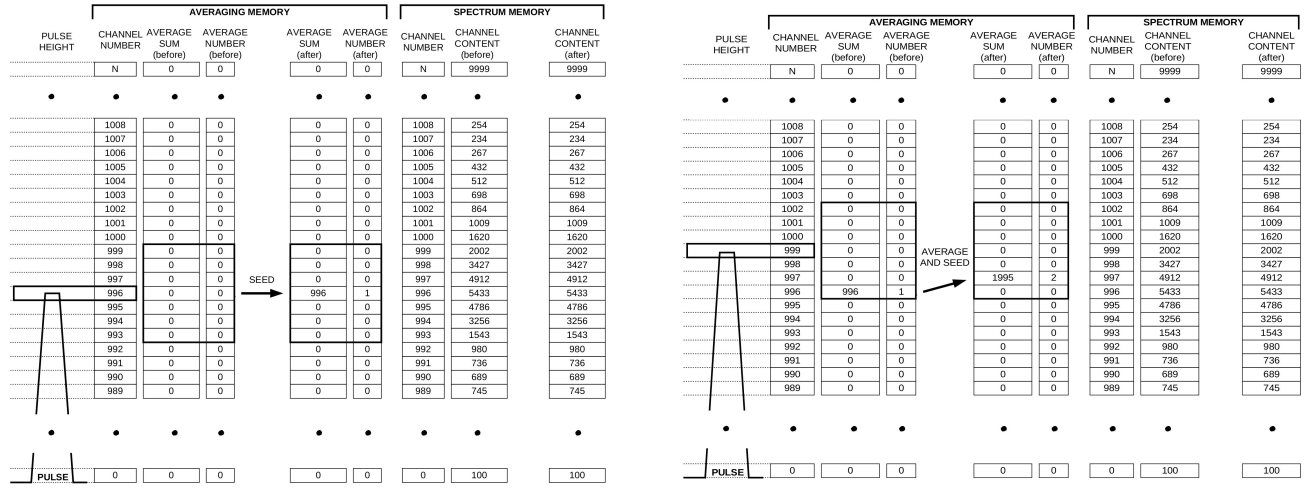 AVERAGING MEMORY SPECTRUM MEMORY
PULSE HEIGHT CHANNEL NUMBER AVERAGE SUM (before) AVERAGE NUMBER (before) AVERAGE SUM (after) AVERAGE NUMBER (after) CHANNEL NUMBER CHANNEL CONTENT (before) CHANNEL CONTENT (after)
N 0 0 0 0 N 9999 9999
1008 0 0 0 0 1008 254 254
1007 0 0 0 0 1007 234 234
1006 0 0 0 0 1006 267 267
1005 0 0 0 0 1005 432 432
1004 0 0 0 0 1004 512 512
1003 0 0 0 0 1003 698 698
1002 0 0 0 0 1002 864 864
1001 0 0 0 0 1001 1009 1009
1000 0 0 0 0 1000 1620 1620
999 0 0 0 0 999 2002 2002
998 0 0 0 0 998 3427 3427
SEED
997 0 0 0 0 997 4912 4912
996 0 0 996 1 996 5433 5433
995 0 0 0 0 995 4786 4786
994 0 0 0 0 994 3256 3256
993 0 0 0 0 993 1543 1543
992 0 0 0 0 992 980 980
991 0 0 0 0 991 736 736
990 0 0 0 0 990 689 689
989 0 0 0 0 989 745 745
PULSE 0 0 0 0 0 0 100 100
AVERAGING MEMORY SPECTRUM MEMORY
PULSE HEIGHT CHANNEL NUMBER AVERAGE SUM (before) AVERAGE NUMBER (before) AVERAGE SUM (after) AVERAGE NUMBER (after) CHANNEL NUMBER CHANNEL CONTENT (before) CHANNEL CONTENT (after)
N 0 0 0 0 N 9999 9999
1008 0 0 0 0 1008 254 254
1007 0 0 0 0 1007 234 234
1006 0 0 0 0 1006 267 267
1005 0 0 0 0 1005 432 432
1004 0 0 0 0 1004 512 512
1003 0 0 0 0 1003 698 698
1002 0 0 0 0 1002 864 864
1001 0 0 0 0 1001 1009 1009
1000 0 0 0 0 1000 1620 1620
999 0 0 0 0 999 2002 2002
AVERAGE
AND SEED
998 0 0 0 0 998 3427 3427
997 0 0 1995 2 997 4912 4912
996 996 1 0 0 996 5433 5433
995 0 0 0 0 995 4786 4786
994 0 0 0 0 994 3256 3256
993 0 0 0 0 993 1543 1543
992 0 0 0 0 992 980 980
991 0 0 0 0 991 736 736
990 0 0 0 0 990 689 689
989 0 0 0 0 989 745 745
PULSE 0 0 0 0 0 0 100 100